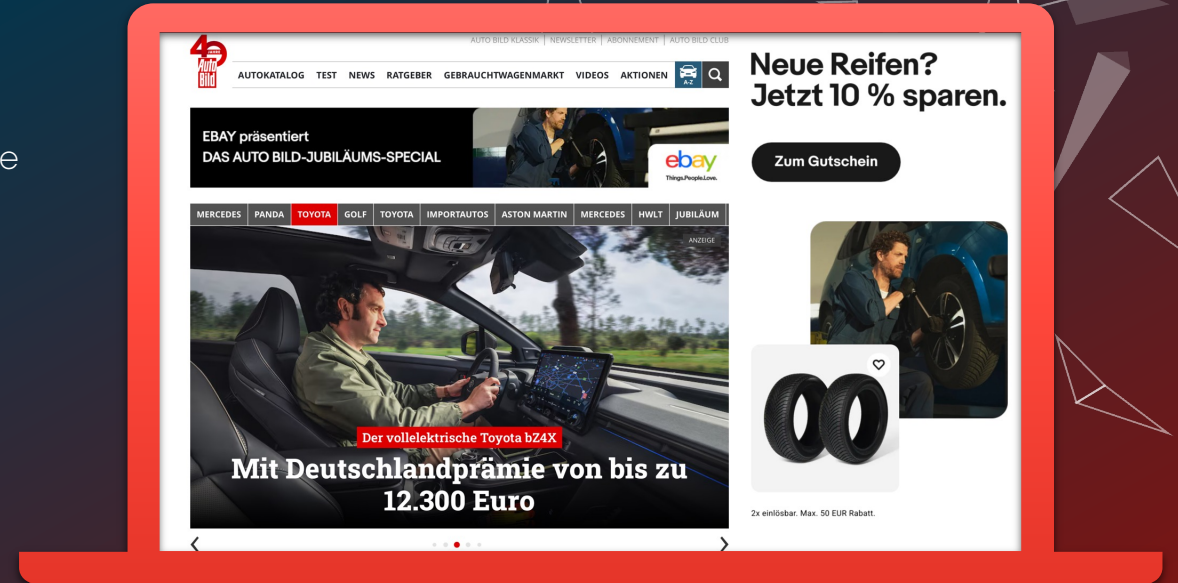 e
40
JAHRE
Auto
Bild
AUTO BILD KLASSIK | NEWSLETTER | ABONNEMENT | AUTO BILD CLUB
AUTOKATALOG TEST NEWS RATGEBER GEBRAUCHTWAGENMARKT VIDEOS AKTIONEN
A-Z
EBAY präsentiert
DAS AUTO BILD-JUBILÄUMS-SPECIAL
ebay
Things.People.Love.
MERCEDES PANDA TOYOTA GOLF TOYOTA IMPORTAUTOS ASTON MARTIN MERCEDES HWLT JUBILÄUM
ANZEIGE
Der vollelektrische Toyota bZ4X
Mit Deutschlandprämie von bis zu
12.300 Euro
Neue Reifen?
Jetzt 10 % sparen.
Zum Gutschein
2x einlösbar. Max. 50 EUR Rabatt.